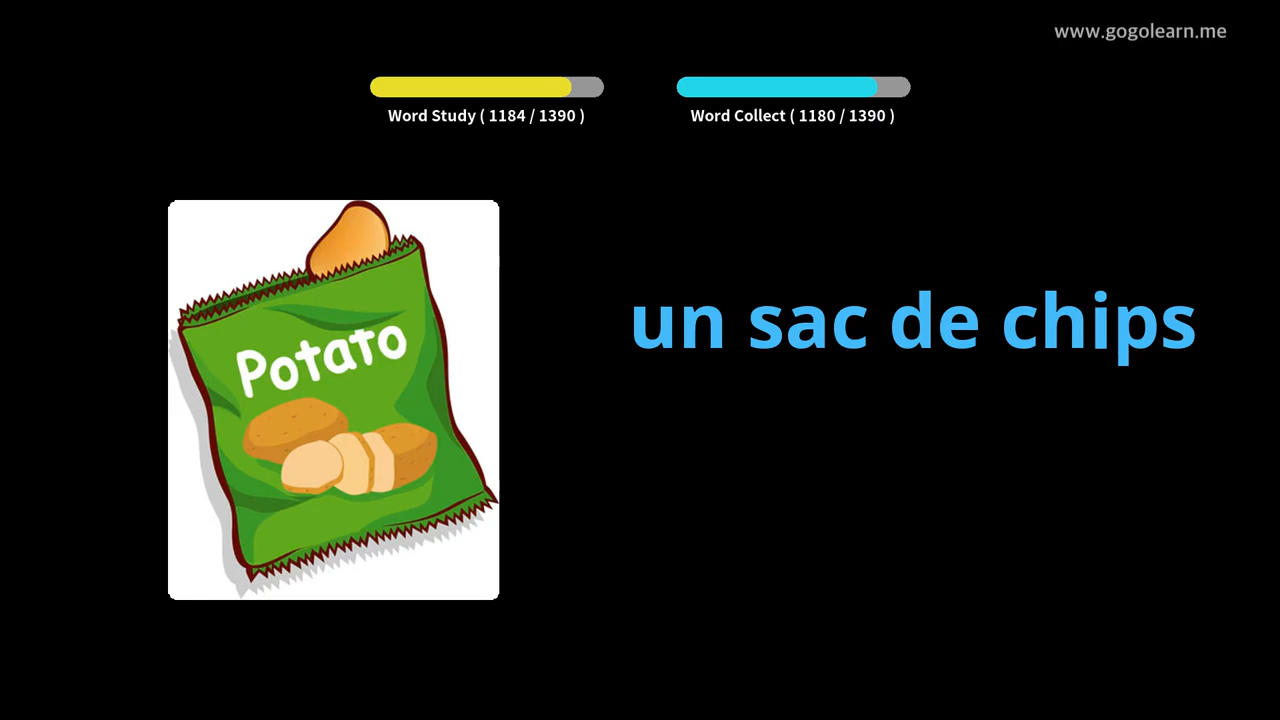 www.gogolearn.me
Word Study ( 1184 / 1390 )
Word Collect ( 1180 / 1390 )
Potato
un sac de chips